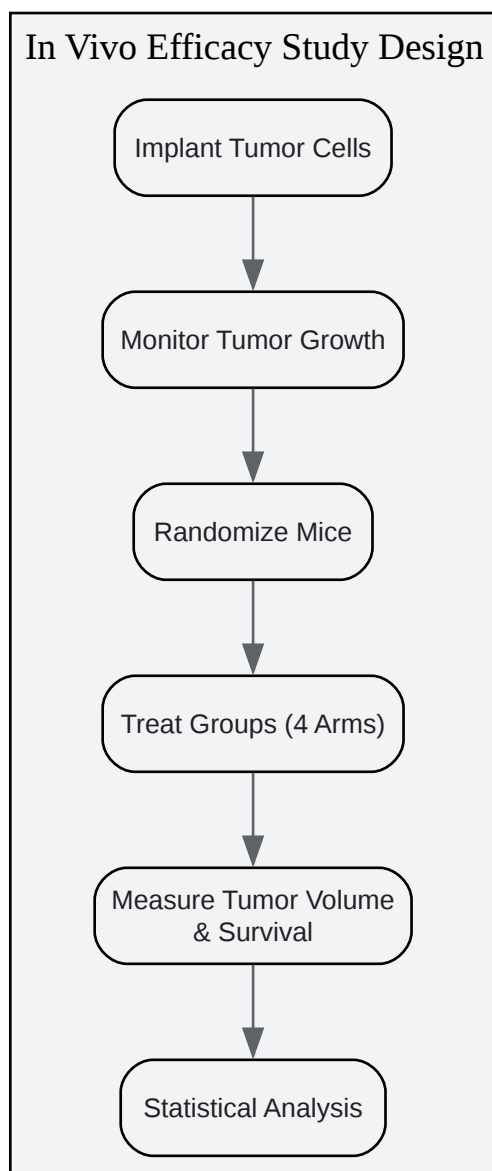 In Vivo Efficacy Study Design
Implant Tumor Cells
Monitor Tumor Growth
Randomize Mice
Treat Groups (4 Arms)
Measure Tumor Volume
& Survival
Statistical Analysis